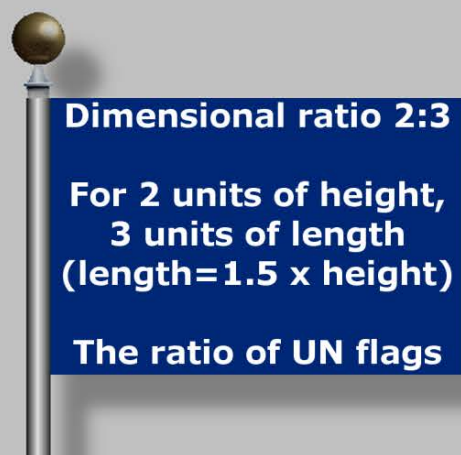 Dimensional ratio 2:3
For 2 units of height,
3 units of length
(length=1.5 x height)
The ratio of UN flags